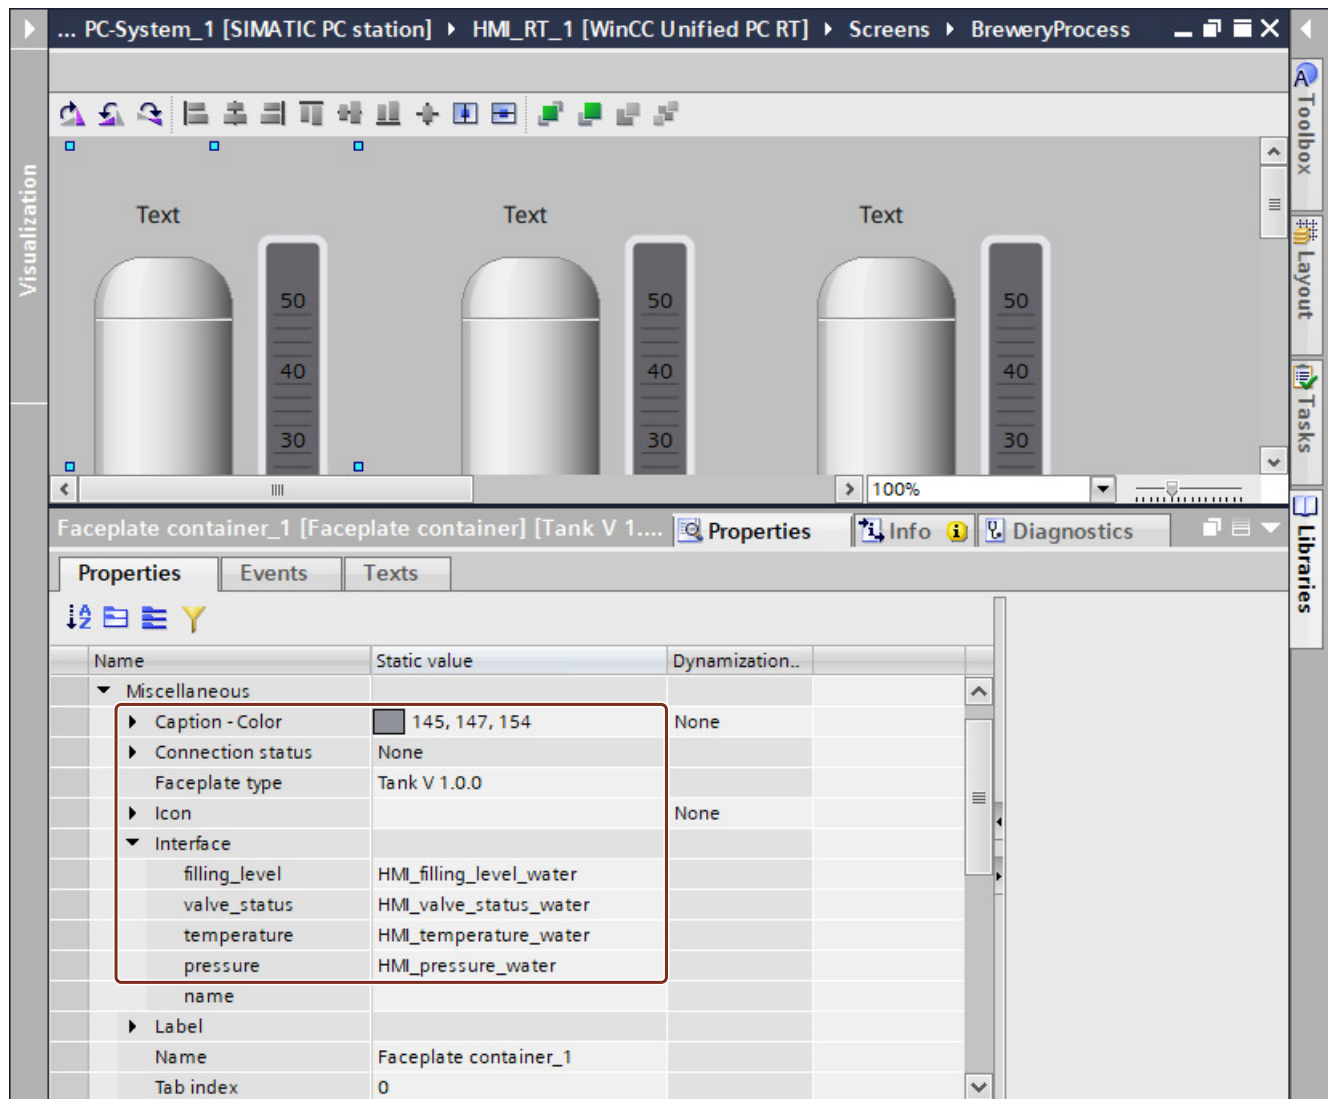 ... PC-System_1 [SIMATIC PC station] HMI_RT_1 [WinCC Unified PC RT] Screens BreweryProcess
Visualization
Toolbox
Layout
Tasks
Libraries
Text Text Text
50 50 50
40 40 40
30 30 30
100%
Faceplate container_1 [Faceplate container] [Tank V 1.... Properties Info Diagnostics
Properties Events Texts
Name Static value Dynamization..
Miscellaneous
Caption - Color 145, 147, 154 None
Connection status None
Faceplate type Tank V 1.0.0
Icon None
Interface
filling_level HMI_filling_level_water
valve_status HMI_valve_status_water
temperature HMI_temperature_water
pressure HMI_pressure_water
name
Label
Name Faceplate container_1
Tab index 0